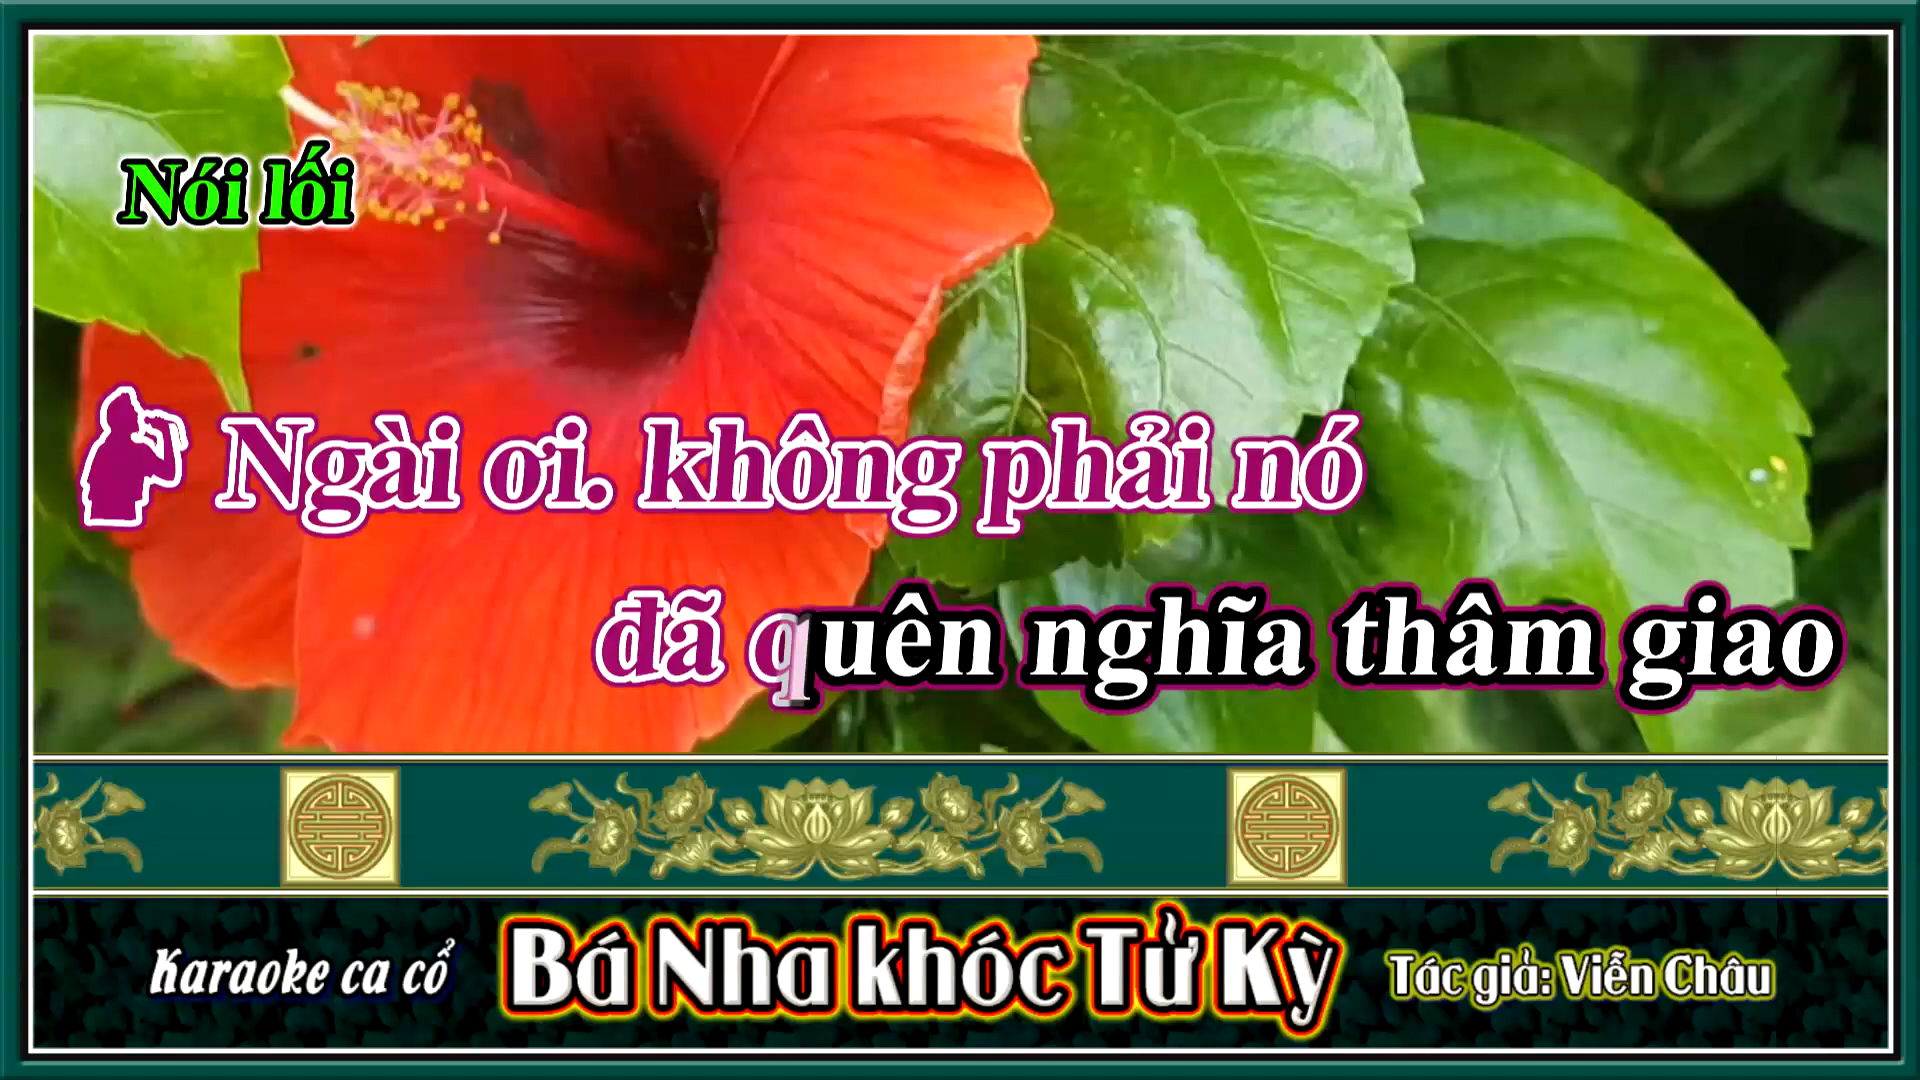 Nói lối
Ngài ơi. không phải nó
đã quên nghĩa thâm giao
Karaoke ca cổ
Bá Nha khóc Tử Kỳ
Tác giả: Viễn Châu